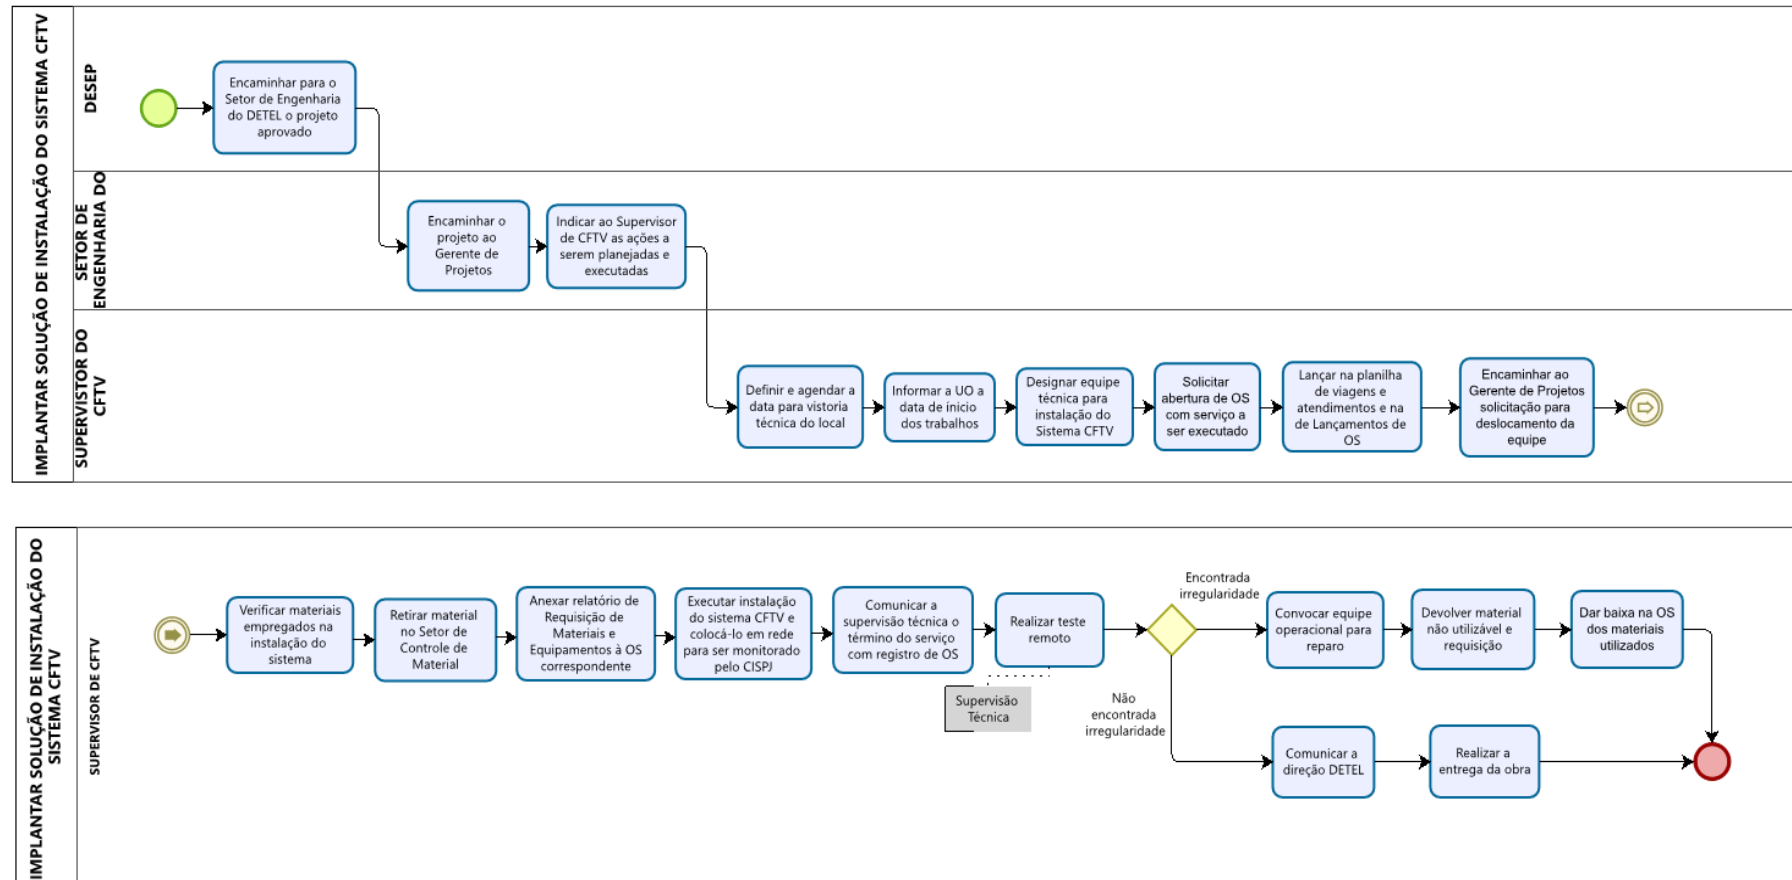 IMPLANTAR SOLUÇÃO DE INSTALAÇÃO DO SISTEMA CFTV
DESEP
Encaminhar para o
Setor de Engenharia
do DETEL o projeto
aprovado
SETOR DE
ENGENHARIA DO
Encaminhar o
projeto ao
Gerente de
Projetos
Indicar ao Supervisor
de CFTV as ações a
serem planejadas e
executadas
SUPERVISTOR DO
CFTV
Definir e agendar a
data para vistoria
técnica do local
Informar a UO a
data de ínicio
dos trabalhos
Designar equipe
técnica para
instalação do
Sistema CFTV
Solicitar
abertura de OS
com serviço a
ser executado
Lançar na planilha
de viagens e
atendimentos e na
de Lançamentos de
OS
Encaminhar ao
Gerente de Projetos
solicitação para
deslocamento da
equipe
IMPLANTAR SOLUÇÃO DE INSTALAÇÃO DO
SISTEMA CFTV
SUPERVISOR DE CFTV
Verificar materiais
empregados na
instalação do
sistema
Retirar material
no Setor de
Controle de
Material
Anexar relatório de
Requisição de
Materiais e
Equipamentos à OS
correspondente
Executar instalação
do sistema CFTV e
colocá-lo em rede
para ser monitorado
pelo CISPJ
Comunicar a
supervisão técnica o
término do serviço
com registro de OS
Realizar teste
remoto
Supervisão
Técnica
Encontrada
irregularidade
Convocar equipe
operacional para
reparo
Devolver material
não utilizável e
requisição
Dar baixa na OS
dos materiais
utilizados
Não
encontrada
irregularidade
Comunicar a
direção DETEL
Realizar a
entrega da obra